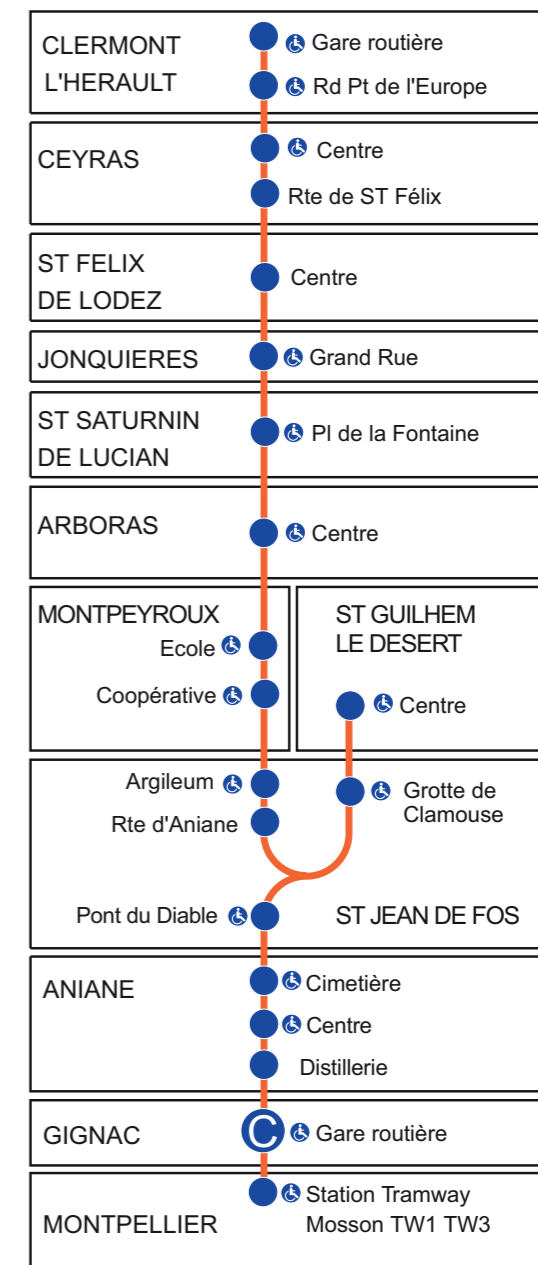 CLERMONT
L'HERAULT
Gare routière
Rd Pt de l'Europe
CEYRAS
Centre
Rte de ST Félix
ST FELIX
DE LODEZ
Centre
JONQUIERES
Grand Rue
ST SATURNIN
DE LUCIAN
Pl de la Fontaine
ARBORAS
Centre
MONTPEYROUX
Ecole
Coopérative
ST GUILHEM
LE DESERT
Centre
Argileum
Rte d'Aniane
Grotte de
Clamouse
Pont du Diable
ST JEAN DE FOS
ANIANE
Cimetière
Centre
Distillerie
GIGNAC
C
Gare routière
MONTPELLIER
Station Tramway
Mosson TW1 TW3